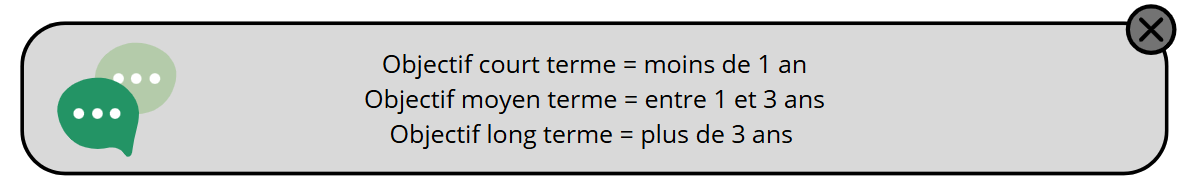 Objectif court terme = moins de 1 an
Objectif moyen terme = entre 1 et 3 ans
Objectif long terme = plus de 3 ans